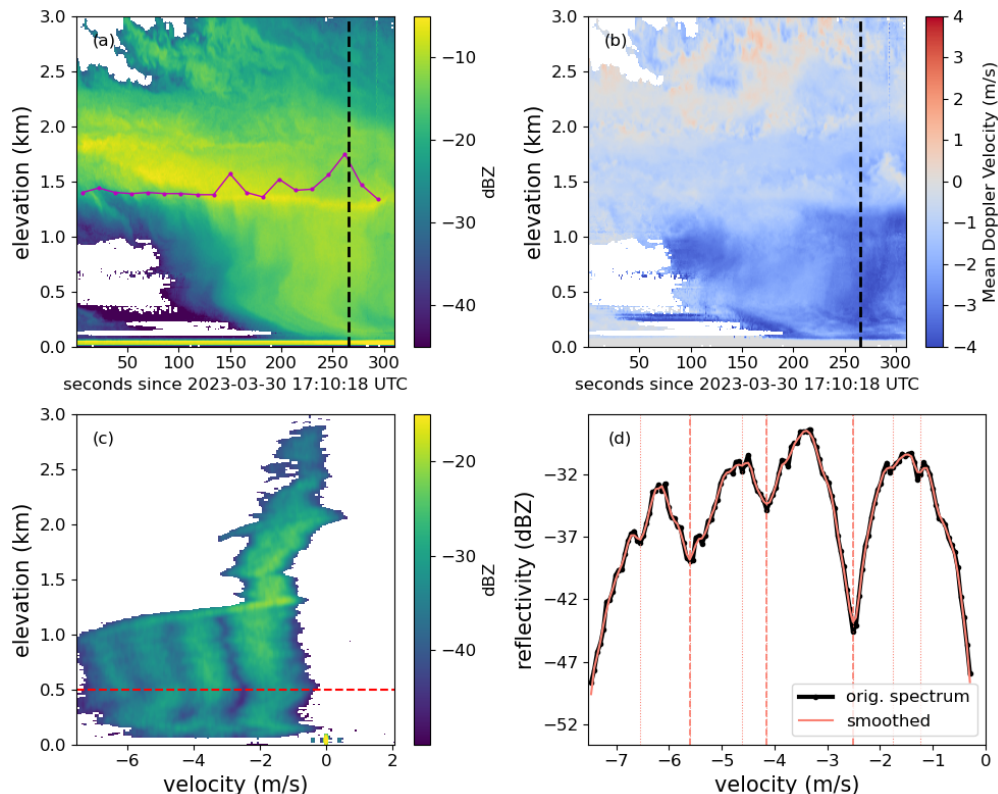 (a)
3.0
2.5
2.0
1.5
1.0
0.5
0.0
elevation (km)
50 100 150 200 250 300
seconds since 2023-03-30 17:10:18 UTC
−10
−20
−30
−40
dBZ
(b)
3.0
2.5
2.0
1.5
1.0
0.5
0.0
elevation (km)
50 100 150 200 250 300
seconds since 2023-03-30 17:10:18 UTC
4
3
2
1
0
−1
−2
−3
−4
Mean Doppler Velocity (m/s)
(c)
3.0
2.5
2.0
1.5
1.0
0.5
0.0
elevation (km)
−6 −4 −2 0 2
velocity (m/s)
−20
−30
−40
dBZ
(d)
−32
−37
−42
−47
−52
reflectivity (dBZ)
orig. spectrum
smoothed
−7 −6 −5 −4 −3 −2 −1 0
velocity (m/s)